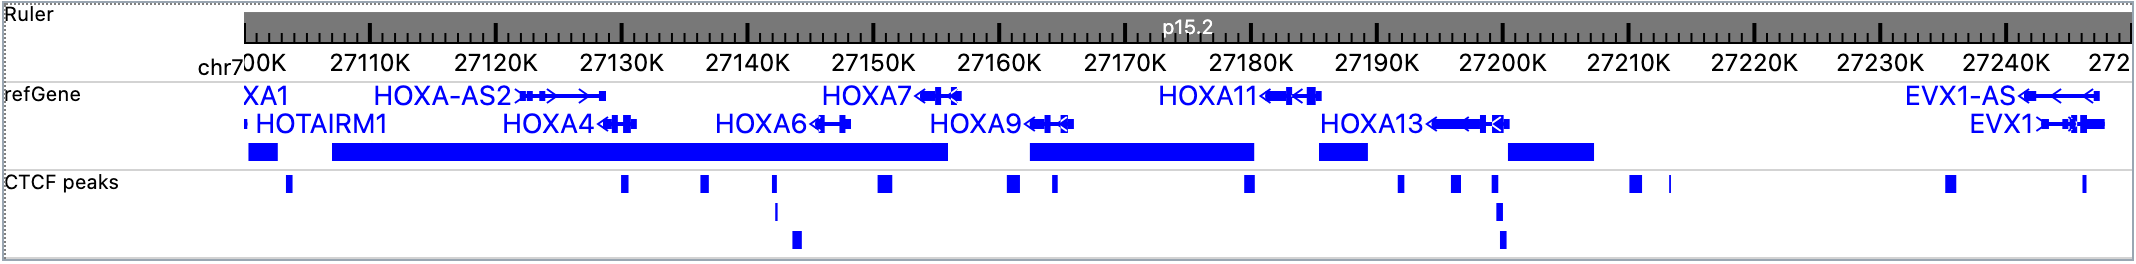 Ruler
p15.2
chr7 00K 27110K 27120K 27130K 27140K 27150K 27160K 27170K 27180K 27190K 27200K 27210K 27220K 27230K 27240K 272
refGene
XA1 HOXA-AS2 HOXA7 HOXA11 EVX1-AS
HOTAIRM1 HOXA4 HOXA6 HOXA9 HOXA13 EVX1
CTCF peaks